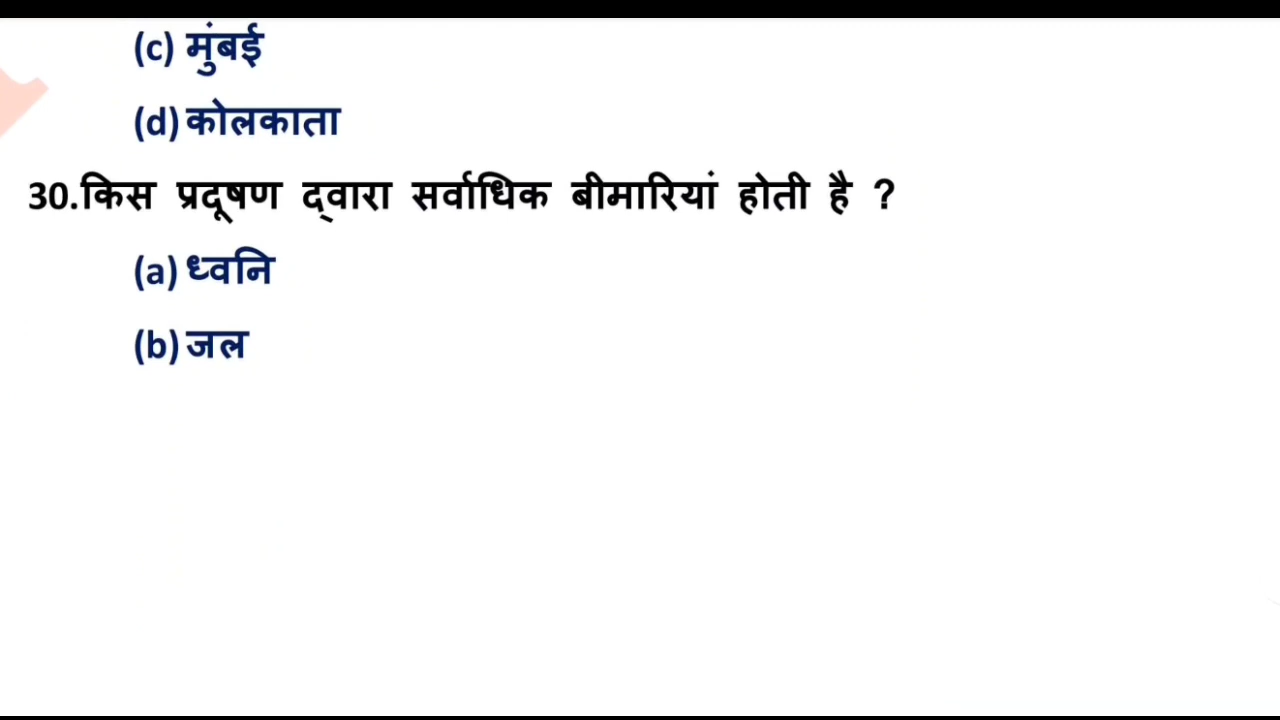 (c) मुंबई
(d) कोलकाता
30.किस प्रदूषण द्वारा सर्वाधिक बीमारियां होती है ?
(a) ध्वनि
(b) जल